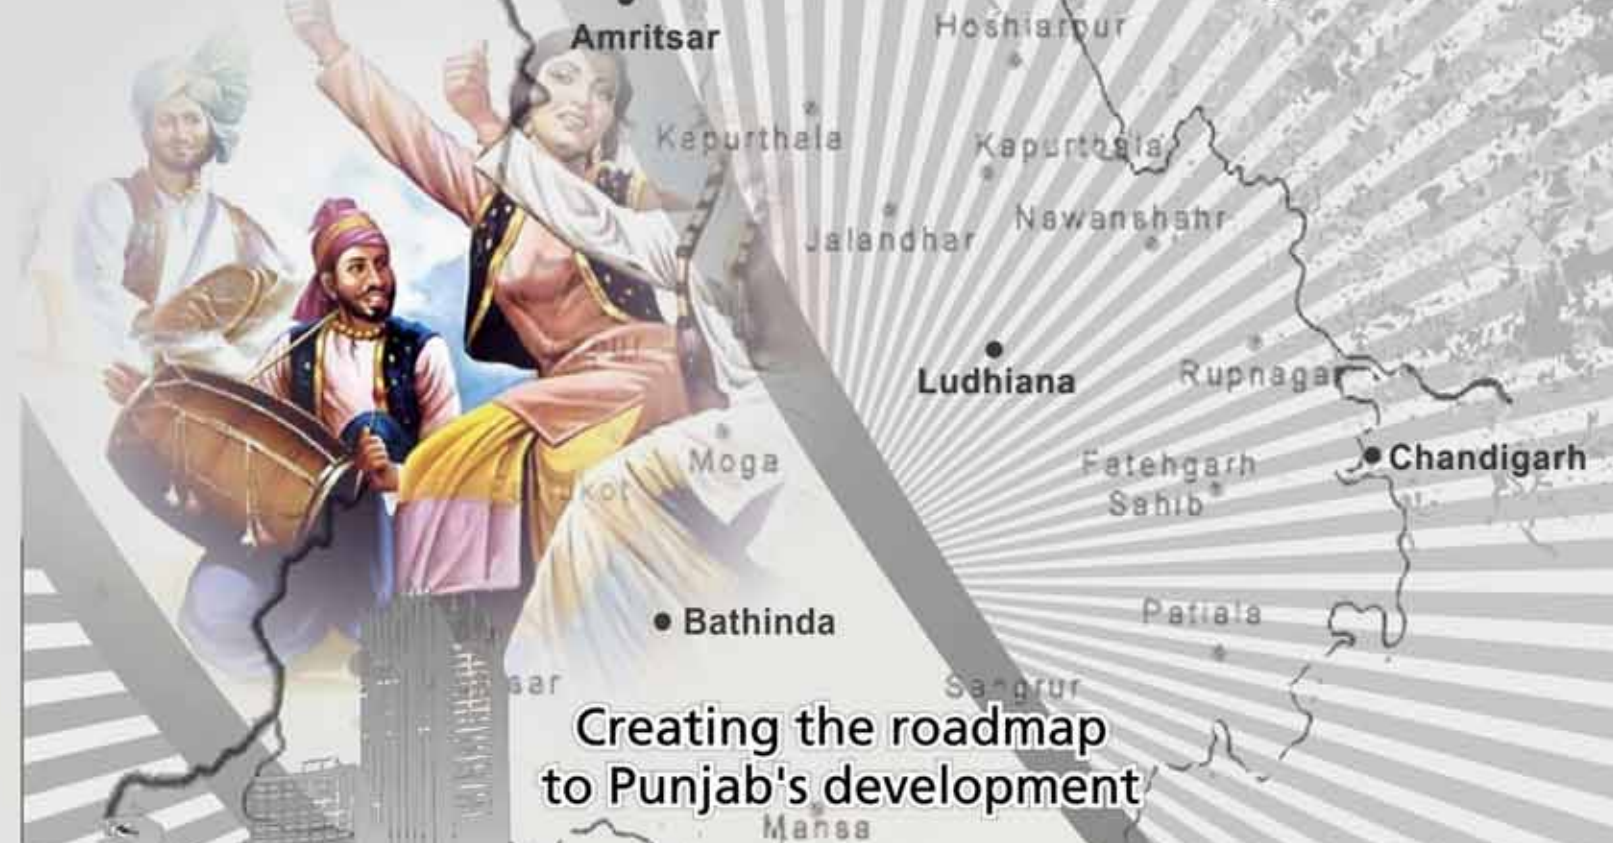 Amritsar
Hoshiarpur
Kapurthala
Kapurthala
Nawanshahr
Jalandhar
Ludhiana
Rupnagar
Moga
Fatehgarh
Sahib
Chandigarh
Patiala
Bathinda
Sangrur
Creating the roadmap
to Punjab's development
Mansa